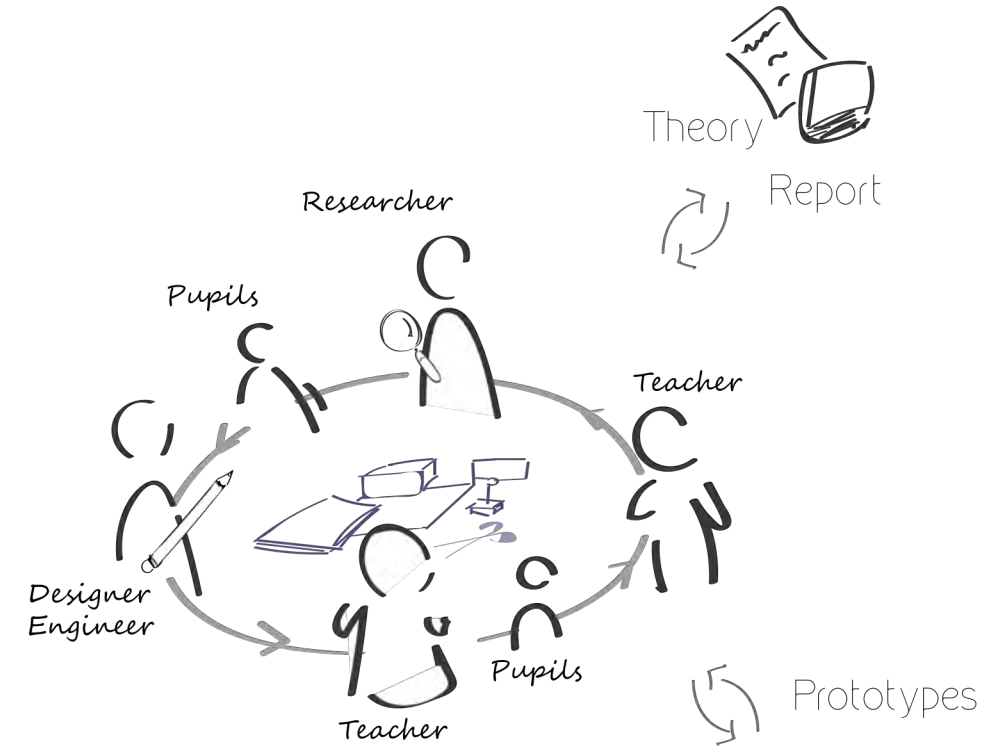 Theory
Report
Researcher
Pupils
Teacher
Designer
Engineer
Pupils
Teacher
Prototypes